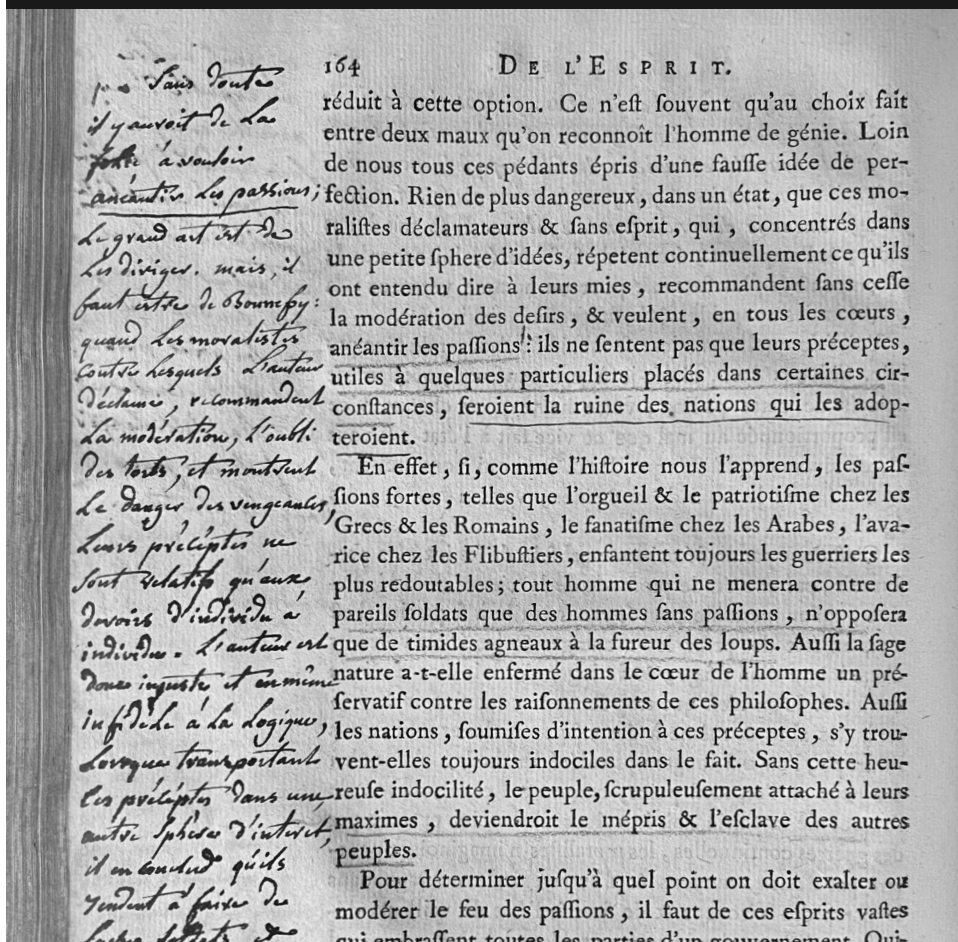 164 DE L'ESPRIT.
réduit à cette option. Ce n'eſt ſouvent qu'au choix fait
entre deux maux qu'on reconnoît l'homme de génie. Loin
de nous tous ces pédants épris d'une fauſſe idée de per-
fection. Rien de plus dangereux, dans un état, que ces mo-
raliſtes déclamateurs & ſans eſprit, qui, concentrés dans
une petite ſphere d'idées, répetent continuellement ce qu'ils
ont entendu dire à leurs mies, recommandent ſans ceſſe
la modération des deſirs, & veulent, en tous les cœurs,
anéantir les paſſions : ils ne ſentent pas que leurs préceptes,
utiles à quelques particuliers placés dans certaines cir-
conſtances, ſeroient la ruine des nations qui les adop-
teroient.
En effet, ſi, comme l'hiſtoire nous l'apprend, les paſ-
ſions fortes, telles que l'orgueil & le patriotiſme chez les
Grecs & les Romains, le fanatiſme chez les Arabes, l'ava-
rice chez les Flibuſtiers, enfantent toujours les guerriers les
plus redoutables ; tout homme qui ne menera contre de
pareils ſoldats que des hommes ſans paſſions, n'oppoſera
que de timides agneaux à la fureur des loups. Auſſi la ſage
nature a-t-elle enfermé dans le cœur de l'homme un pré-
ſervatif contre les raiſonnements de ces philoſophes. Auſſi
les nations, ſoumiſes d'intention à ces préceptes, s'y trou-
vent-elles toujours indociles dans le fait. Sans cette heu-
reuſe indocilité, le peuple, ſcrupuleuſement attaché à leurs
maximes, deviendroit le mépris & l'eſclave des autres
peuples.
Pour déterminer juſqu'à quel point on doit exalter ou
modérer le feu des paſſions, il faut de ces eſprits vaſtes
qui embraſſent toutes les parties d'un gouvernement. Qui-
Sans doute
il y auroit de La
folie à vouloir
anéantir Les passions;
Le grand art est de
Les diriger. mais, il
faut estre de Bonne foy:
quand Les moralistes
contre Lesquels L'auteur
déclame, recommandent
La modération, L'oubli
des torts, et montrent
Le danger des vengeances,
Leurs préceptes ne
sont relatifs qu'aux
devoirs d'individu à
individu. L'auteur est
donc injuste et en même
infidèle à La Logique,
Lorsque transportant
Ces préceptes dans une
autre Sphère d'interet,
il en conclud qu'ils
tendent à faire de